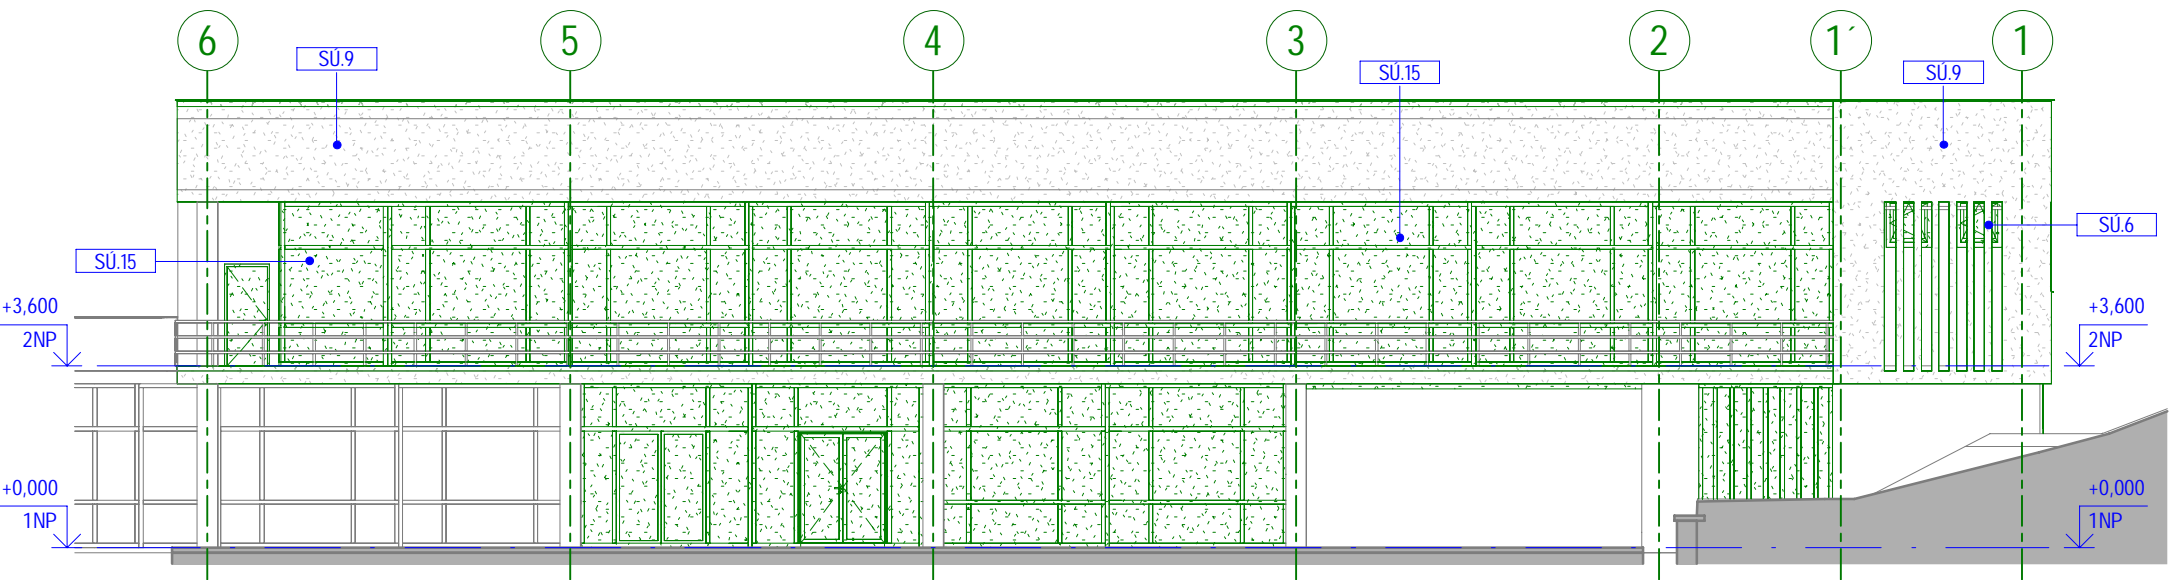 6 5 4 3 2 1´ 1
SÚ.9
SÚ.15
SÚ.9
SÚ.6
SÚ.15
+3,600
2NP
+3,600
2NP
+0,000
1NP
+0,000
1NP